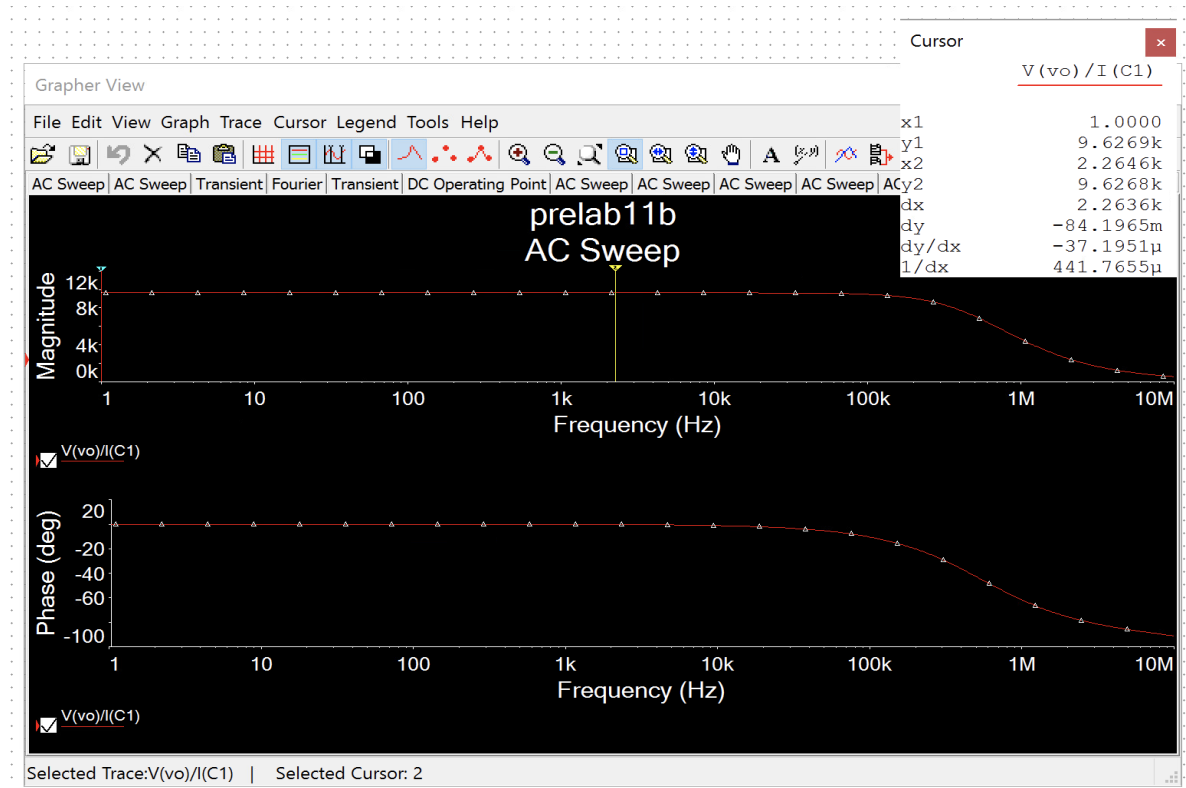 Cursor
V(vo)/I(C1)
x1 1.0000
y1 9.6269k
x2 2.2646k
y2 9.6268k
dx 2.2636k
dy -84.1965m
dy/dx -37.1951µ
1/dx 441.7655µ
Grapher View
File Edit View Graph Trace Cursor Legend Tools Help
AC Sweep AC Sweep Transient Fourier Transient DC Operating Point AC Sweep AC Sweep AC Sweep AC Sweep AC
prelab11b
AC Sweep
Magnitude
12k
8k
4k
0k
1 10 100 1k 10k 100k 1M 10M
Frequency (Hz)
V(vo)/I(C1)
Phase (deg)
20
-20
-40
-60
-100
1 10 100 1k 10k 100k 1M 10M
Frequency (Hz)
V(vo)/I(C1)
Selected Trace:V(vo)/I(C1) | Selected Cursor: 2